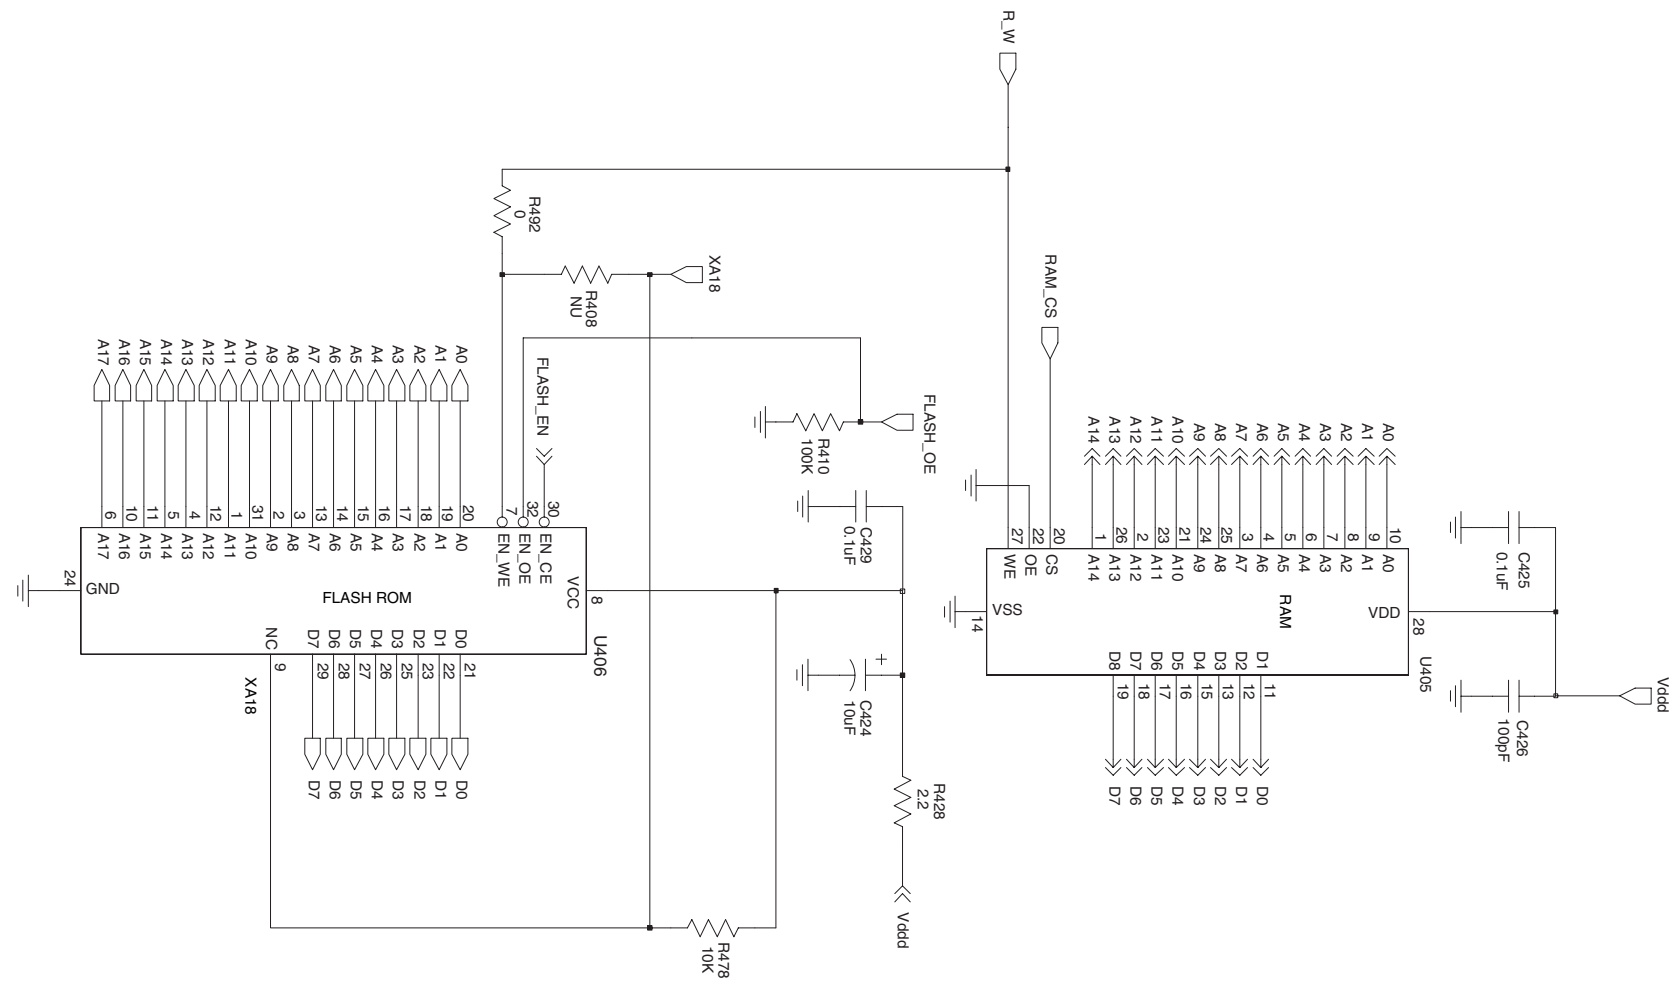 R_W
R492
0
XA18
R408
NU
RAM_CS
FLASH_OE
R410
100K
FLASH_EN
Vddd
C425
0.1uF
C426
100pF
A0
A1
A2
A3
A4
A5
A6
A7
A8
A9
A10
A11
A12
A13
A14
10
9
8
7
6
5
4
3
25
24
21
23
2
26
1
20
22
27
A0
A1
A2
A3
A4
A5
A6
A7
A8
A9
A10
A11
A12
A13
A14
CS
OE
WE
RAM
VDD
28
VSS
14
U405
D1
D2
D3
D4
D5
D6
D7
D8
11
12
13
15
16
17
18
19
D0
D1
D2
D3
D4
D5
D6
D7
C429
0.1uF
+
C424
10uF
R428
2.2
Vddd
A0
A1
A2
A3
A4
A5
A6
A7
A8
A9
A10
A11
A12
A13
A14
A15
A16
A17
30
32
7
20
19
18
17
16
15
14
13
3
2
31
1
12
4
5
11
10
6
EN_CE
EN_OE
EN_WE
A0
A1
A2
A3
A4
A5
A6
A7
A8
A9
A10
A11
A12
A13
A14
A15
A16
A17
FLASH ROM
VCC
8
GND
24
U406
D0
D1
D2
D3
D4
D5
D6
D7
NC
21
22
23
25
26
27
28
29
9
XA18
D0
D1
D2
D3
D4
D5
D6
D7
R478
10K